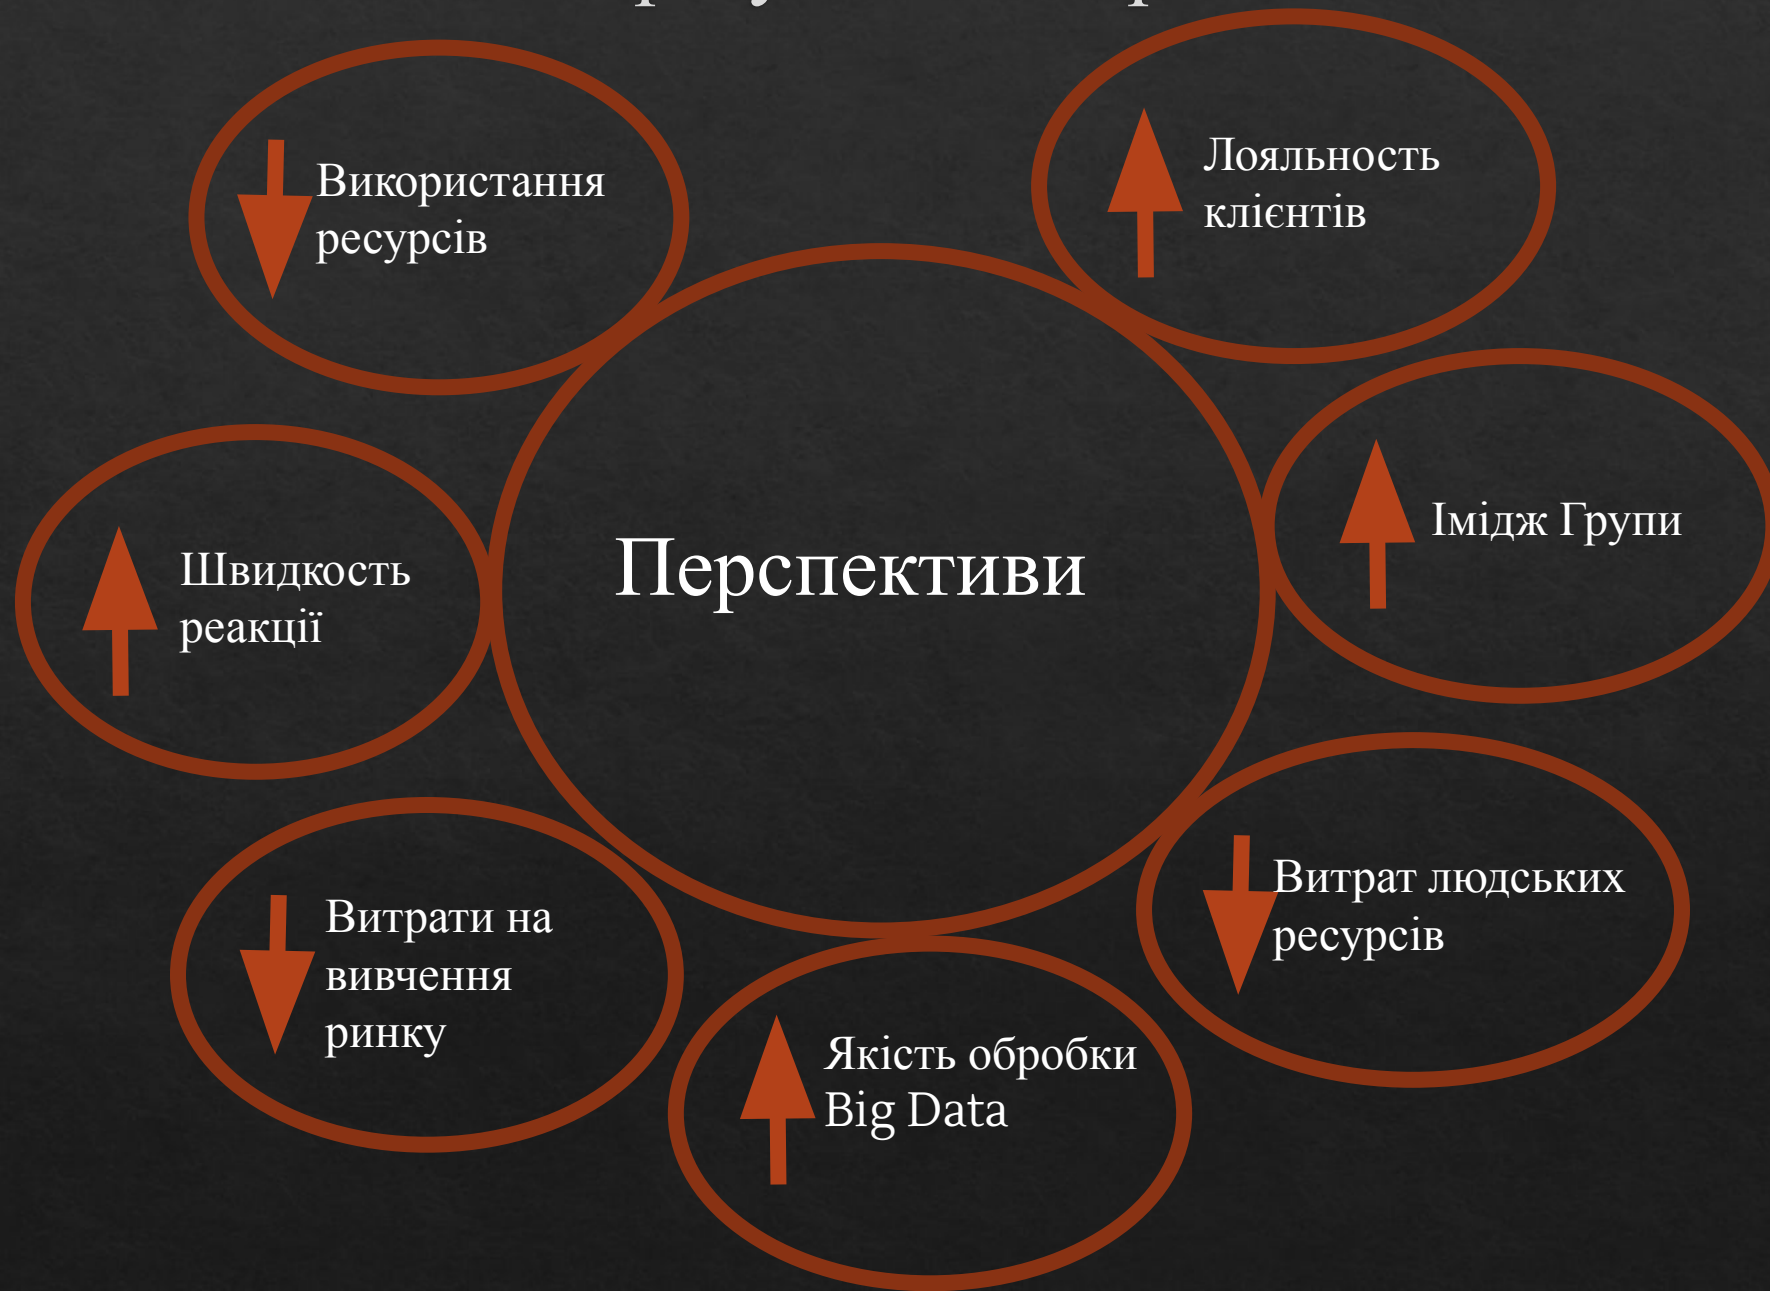 Використання
ресурсів
Лояльность
клієнтів
Імідж Групи
Швидкость
реакції
Перспективи
Витрат людських
ресурсів
Витрати на
вивчення
ринку
Якість обробки
Big Data